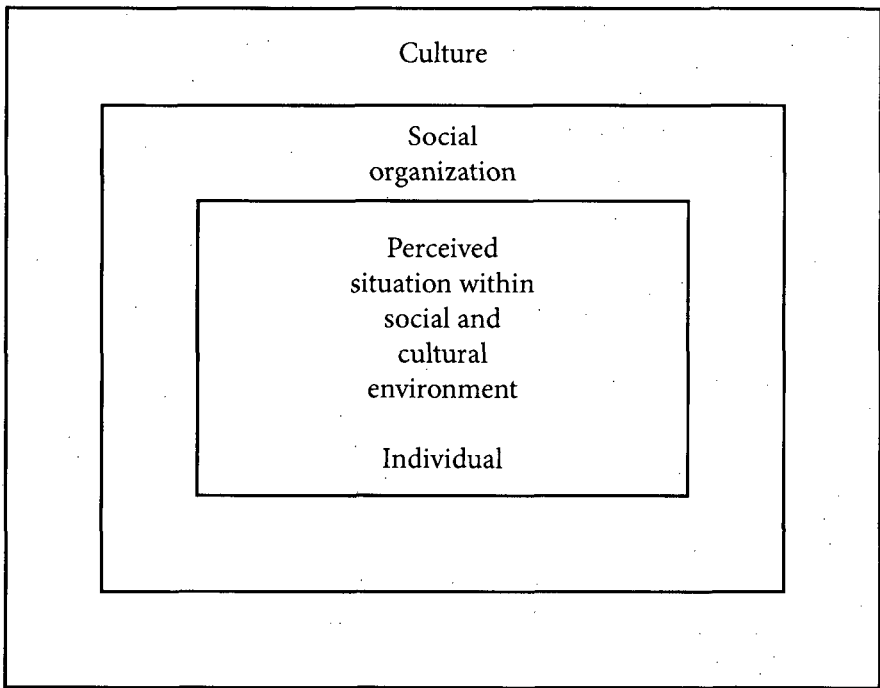 Culture
Social
organization
Perceived
situation within
social and
cultural
environment
Individual